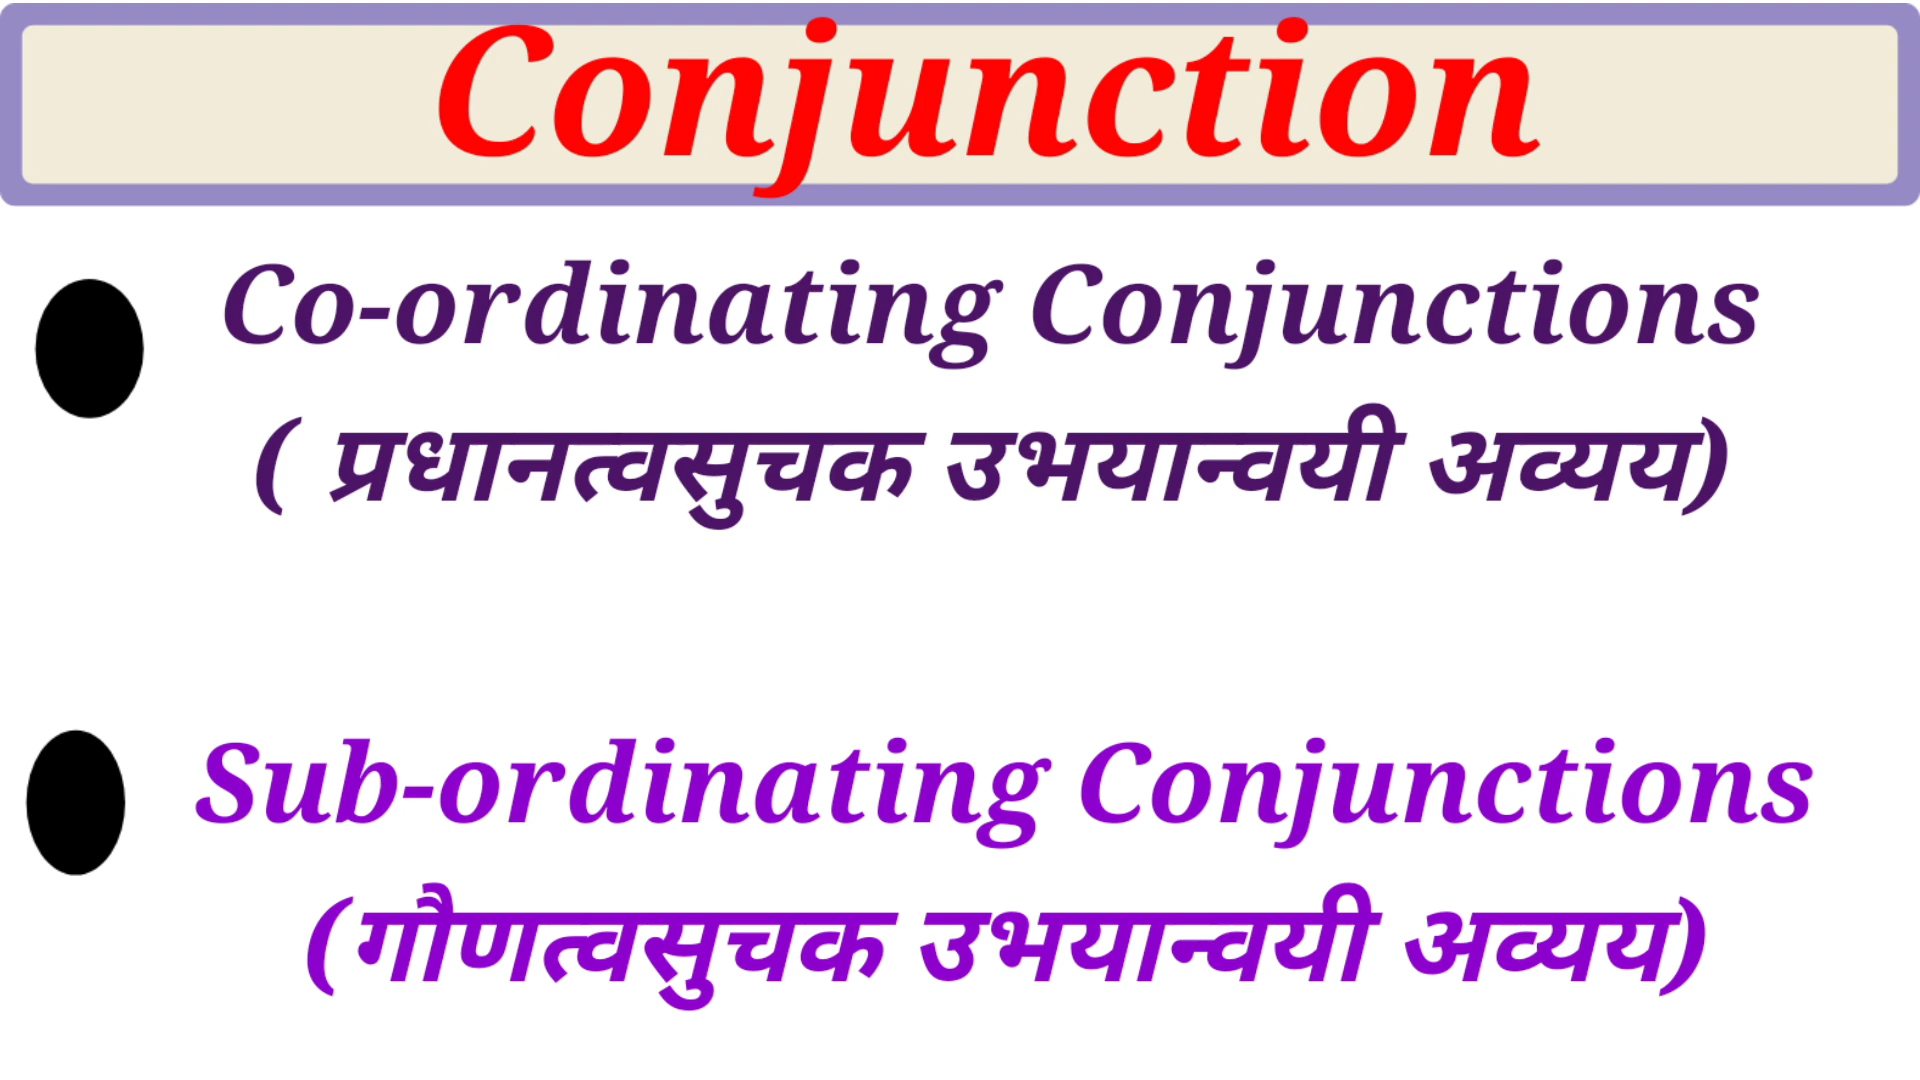 Conjunction
Co-ordinating Conjunctions
( प्रधानत्वसुचक उभयान्वयी अव्यय)
Sub-ordinating Conjunctions
(गौणत्वसुचक उभयान्वयी अव्यय)